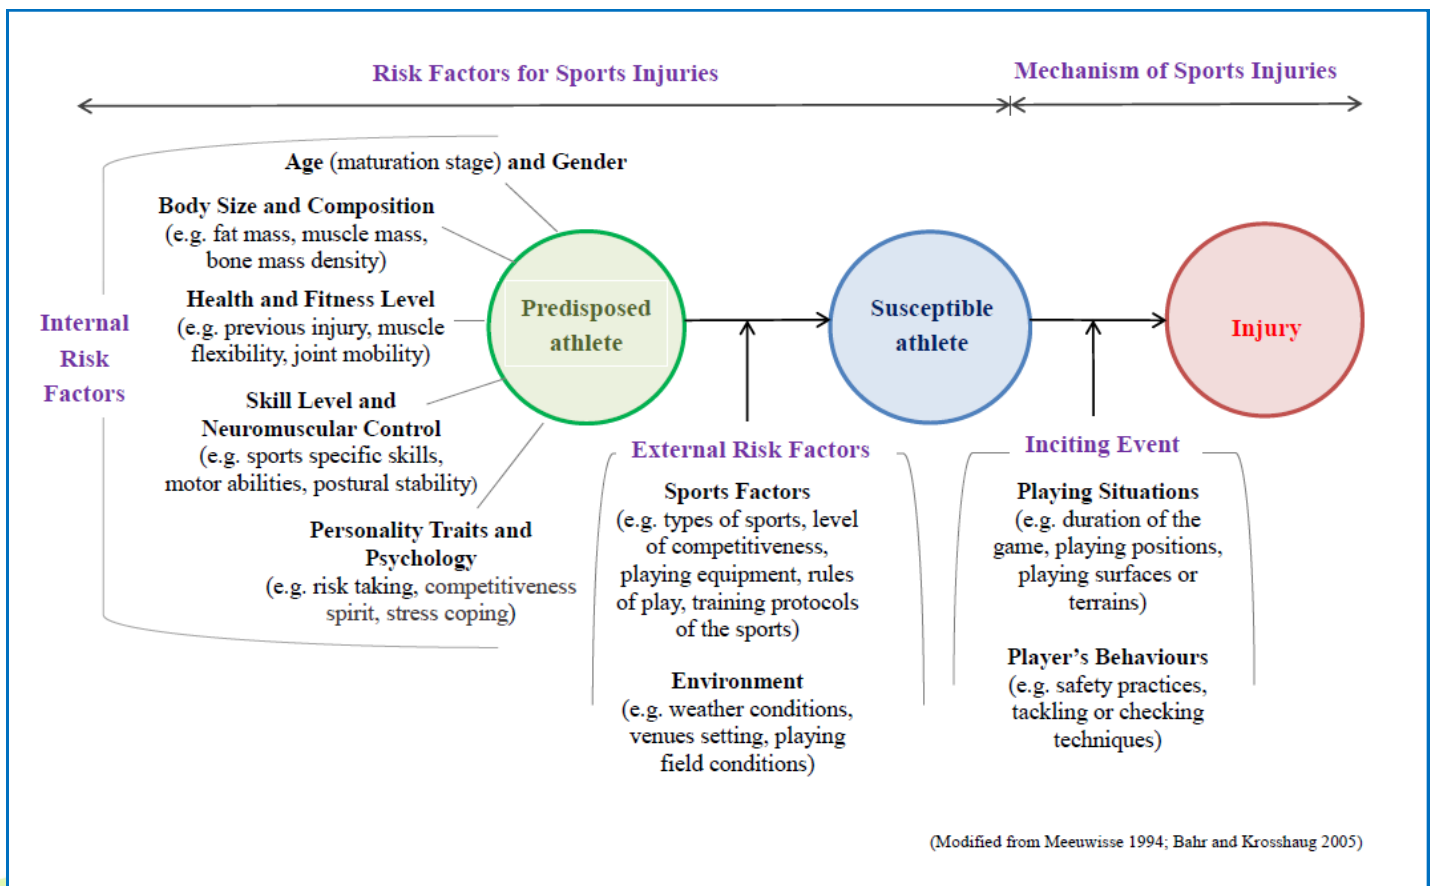 Risk Factors for Sports Injuries
Mechanism of Sports Injuries
Age (maturation stage) and Gender
Body Size and Composition
(e.g. fat mass, muscle mass,
bone mass density)
Health and Fitness Level
(e.g. previous injury, muscle
flexibility, joint mobility)
Skill Level and
Neuromuscular Control
(e.g. sports specific skills,
motor abilities, postural stability)
Personality Traits and
Psychology
(e.g. risk taking, competitiveness
spirit, stress coping)
Internal
Risk
Factors
Predisposed
athlete
Susceptible
athlete
Injury
External Risk Factors
Sports Factors
(e.g. types of sports, level
of competitiveness,
playing equipment, rules
of play, training protocols
of the sports)
Environment
(e.g. weather conditions,
venues setting, playing
field conditions)
Inciting Event
Playing Situations
(e.g. duration of the
game, playing positions,
playing surfaces or
terrains)
Player’s Behaviours
(e.g. safety practices,
tackling or checking
techniques)
(Modified from Meeuwisse 1994; Bahr and Krosshaug 2005)